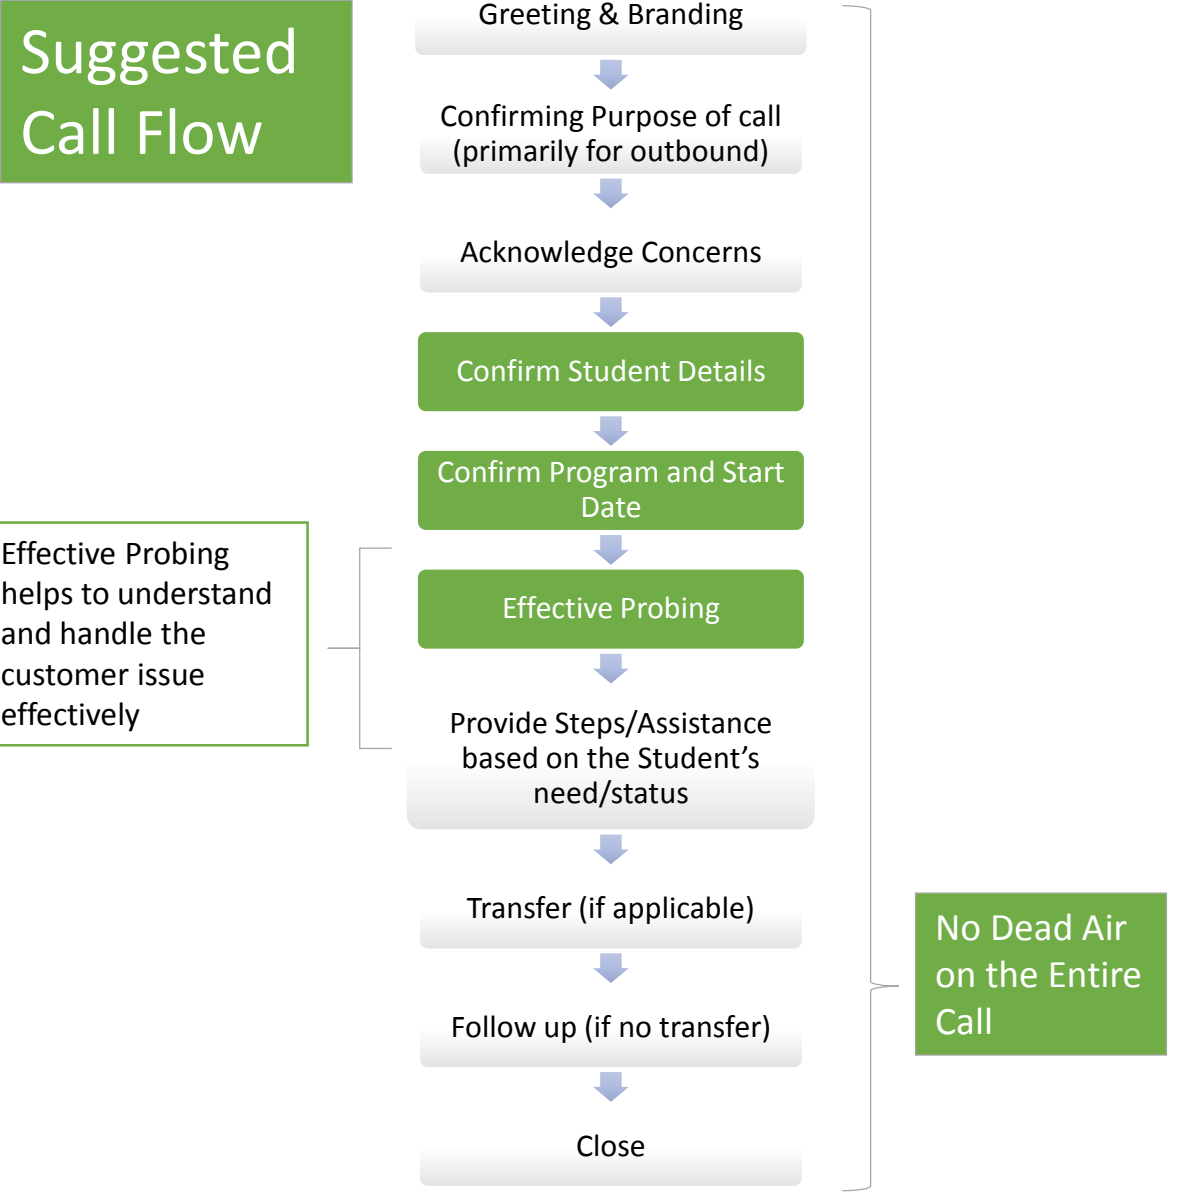 Suggested
Call Flow
Greeting & Branding
Confirming Purpose of call
(primarily for outbound)
Acknowledge Concerns
Confirm Student Details
Confirm Program and Start
Date
Effective Probing
helps to understand
and handle the
customer issue
effectively
Effective Probing
Provide Steps/Assistance
based on the Student’s
need/status
Transfer (if applicable)
No Dead Air
on the Entire
Call
Follow up (if no transfer)
Close